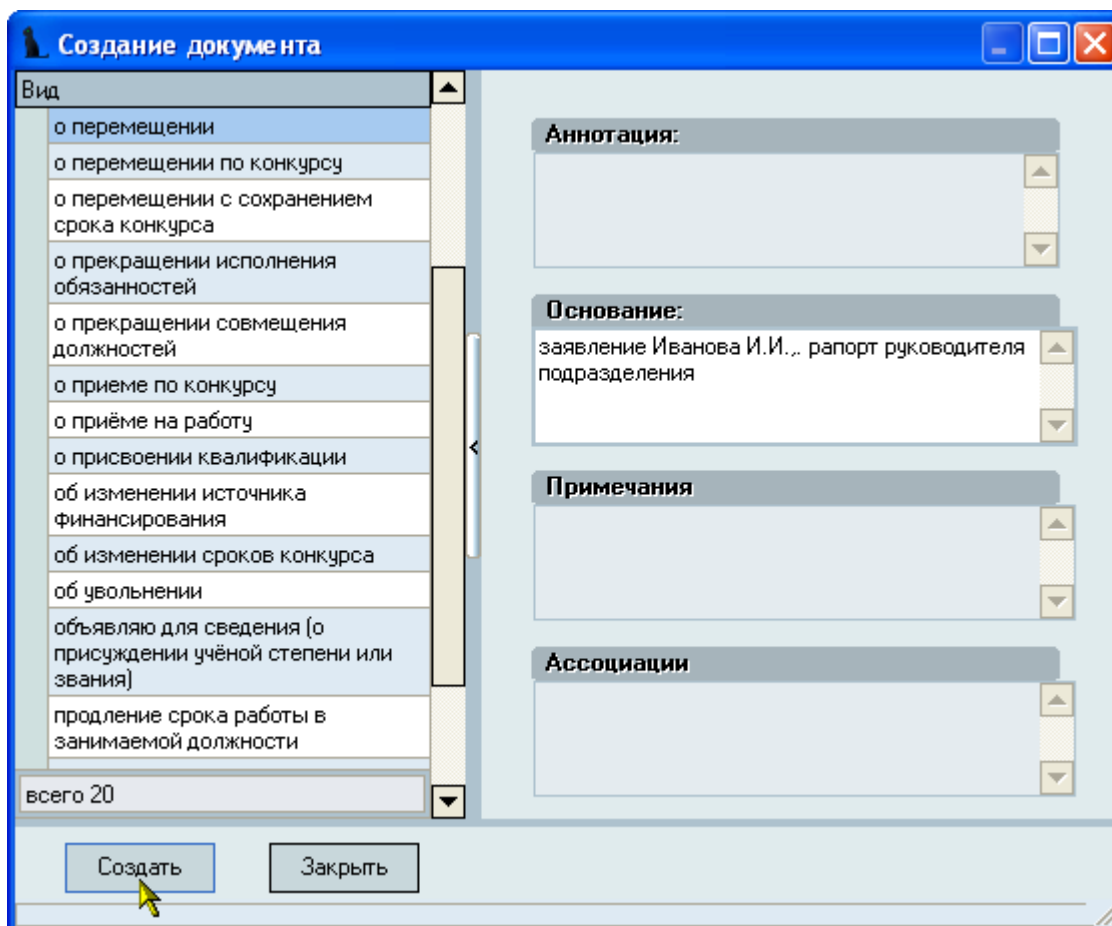 Создание документа
Вид
о перемещении
о перемещении по конкурсу
о перемещении с сохранением
срока конкурса
о прекращении исполнения
обязанностей
о прекращении совмещения
должностей
о приеме по конкурсу
о приёме на работу
о присвоении квалификации
об изменении источника
финансирования
об изменении сроков конкурса
об увольнении
объявляю для сведения (о
присуждении учёной степени или
звания)
продление срока работы в
занимаемой должности
всего 20
Аннотация:
Основание:
заявление Иванова И.И.,. рапорт руководителя
подразделения
Примечания
Ассоциации
Создать
Закрыть